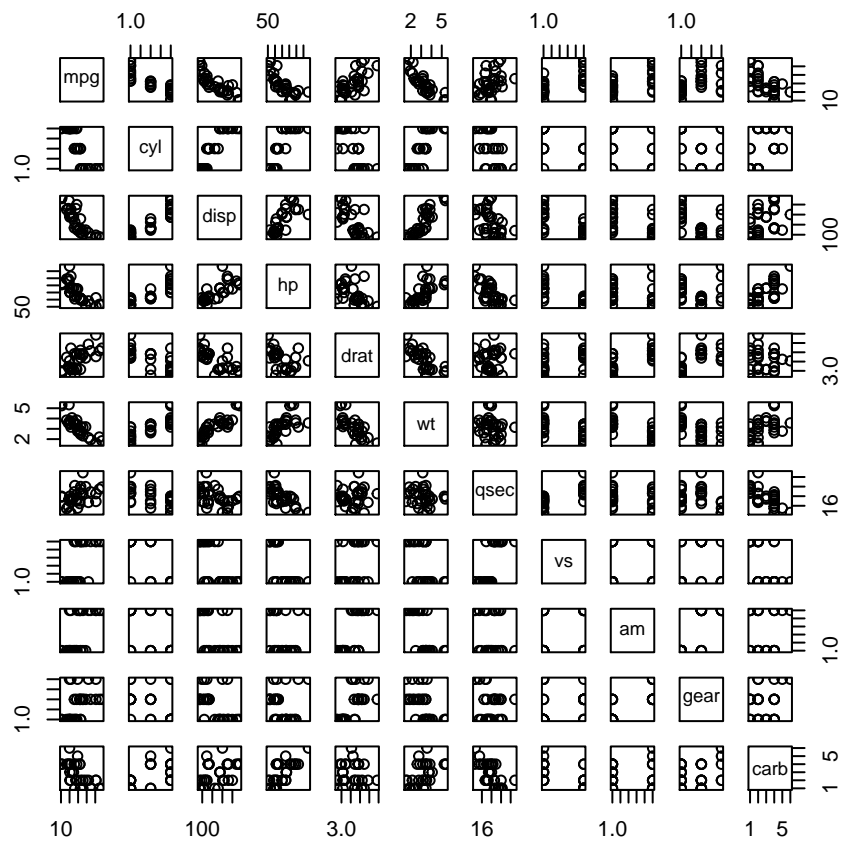 1.0 50 2 5 1.0 1.0
mpg 10
1.0 cyl
disp 100
50 hp
drat 3.0
2 5 wt
qsec 16
1.0 vs
am 1.0
1.0 gear
carb 1 5
10 100 3.0 16 1.0 1 5